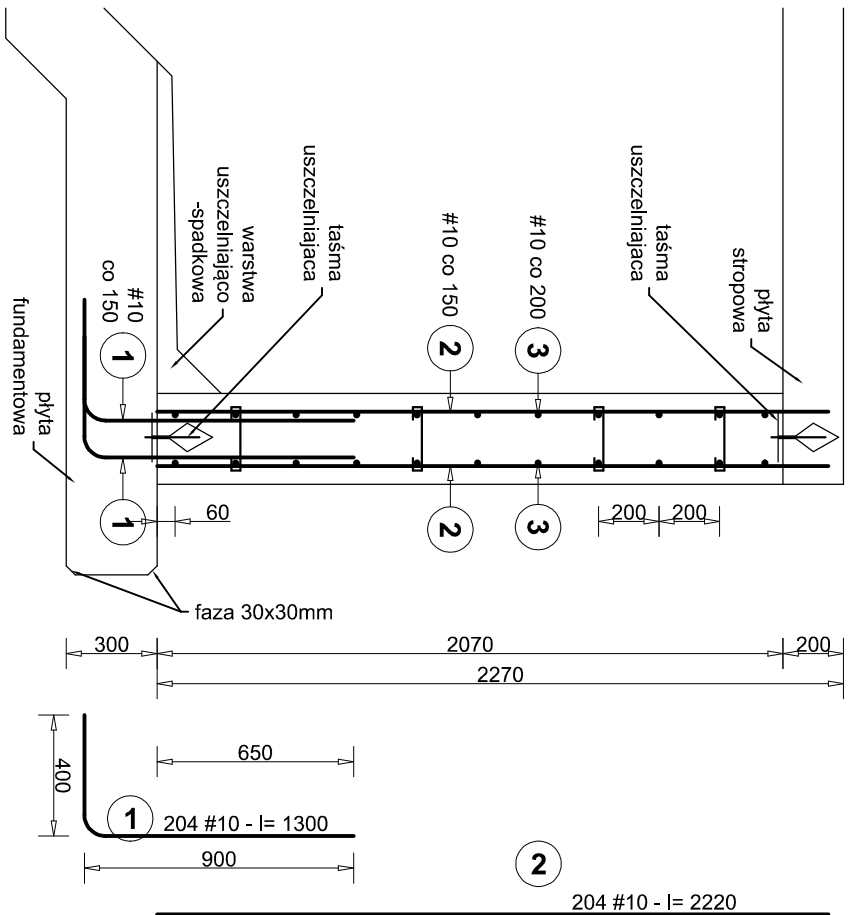 płyta
stropowa
taśma
uszczelniajaca
#10 co 200
3
#10 co 150
2
taśma
uszczelniajaca
warstwa
uszczelniająco
-spadkowa
#10
co 150
1
płyta
fundamentowa
1
60
2
3
200
200
faza 30x30mm
300
2070
200
2270
650
400
1
204 #10 - l= 1300
900
2
204 #10 - l= 2220